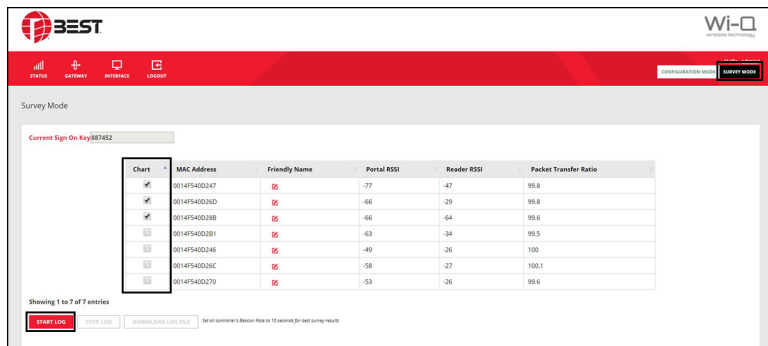 BEST
Wi-Q
wireless technology
Hello, admin!
STATUS GATEWAY INTERFACE LOGOUT
CONFIGURATION MODE SURVEY MODE
Survey Mode
Current Sign On Key 887452
Chart MAC Address Friendly Name Portal RSSI Reader RSSI Packet Transfer Ratio
0014F540D247 -77 -47 99.8
0014F540D26D -66 -29 99.8
0014F540D28B -66 -64 99.6
0014F540D2B1 -63 -34 99.5
0014F540D246 -49 -26 100
0014F540D26C -58 -27 100.1
0014F540D270 -53 -26 99.6
Showing 1 to 7 of 7 entries
START LOG STOP LOG DOWNLOAD LOG FILE Set all controller's Beacon Rate to 10 seconds for best survey results